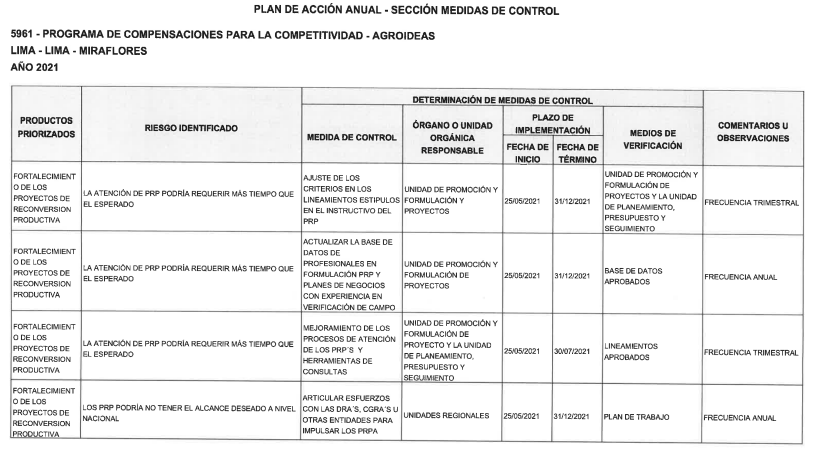 PLAN DE ACCIÓN ANUAL - SECCIÓN MEDIDAS DE CONTROL
5961 - PROGRAMA DE COMPENSACIONES PARA LA COMPETITIVIDAD - AGROIDEAS
LIMA - LIMA - MIRAFLORES
AÑO 2021
PRODUCTOS
PRIORIZADOS
RIESGO IDENTIFICADO
DETERMINACIÓN DE MEDIDAS DE CONTROL
MEDIDA DE CONTROL
ÓRGANO O UNIDAD
ORGÁNICA
RESPONSABLE
PLAZO DE
IMPLEMENTACIÓN
FECHA DE
INICIO
FECHA DE
TÉRMINO
MEDIOS DE
VERIFICACIÓN
COMENTARIOS U
OBSERVACIONES
FORTALECIMIENT
O DE LOS
PROYECTOS DE
RECONVERSION
PRODUCTIVA
LA ATENCIÓN DE PRP PODRÍA REQUERIR MÁS TIEMPO QUE
EL ESPERADO
AJUSTE DE LOS
CRITERIOS EN LOS
LINEAMIENTOS ESTIPULOS
EN EL INSTRUCTIVO DEL
PRP
UNIDAD DE PROMOCIÓN Y
FORMULACIÓN Y
PROYECTOS
25/05/2021
31/12/2021
UNIDAD DE PROMOCIÓN Y
FORMULACIÓN DE
PROYECTOS Y LA UNIDAD
DE PLANEAMIENTO,
PRESUPUESTO Y
SEGUIMIENTO
FRECUENCIA TRIMESTRAL
FORTALECIMIENT
O DE LOS
PROYECTOS DE
RECONVERSION
PRODUCTIVA
LA ATENCIÓN DE PRP PODRÍA REQUERIR MÁS TIEMPO QUE
EL ESPERADO
ACTUALIZAR LA BASE DE
DATOS DE
PROFESIONALES EN
FORMULACIÓN PRP Y
PLANES DE NEGOCIOS
CON EXPERIENCIA EN
VERIFICACIÓN DE CAMPO
UNIDAD DE PROMOCIÓN Y
FORMULACIÓN DE
PROYECTOS
25/05/2021
31/12/2021
BASE DE DATOS
APROBADOS
FRECUENCIA ANUAL
FORTALECIMIENT
O DE LOS
PROYECTOS DE
RECONVERSION
PRODUCTIVA
LA ATENCIÓN DE PRP PODRÍA REQUERIR MÁS TIEMPO QUE
EL ESPERADO
MEJORAMIENTO DE LOS
PROCESOS DE ATENCIÓN
DE LOS PRP´S Y
HERRAMIENTAS DE
CONSULTAS
UNIDAD DE PROMOCIÓN Y
FORMULACIÓN DE
PROYECTO Y LA UNIDAD
DE PLANEAMIENTO,
PRESUPUESTO Y
SEGUIMIENTO
25/05/2021
30/07/2021
LINEAMIENTOS
APROBADOS
FRECUENCIA TRIMESTRAL
FORTALECIMIENT
O DE LOS
PROYECTOS DE
RECONVERSION
PRODUCTIVA
LOS PRP PODRÍA NO TENER EL ALCANCE DESEADO A NIVEL
NACIONAL
ARTICULAR ESFUERZOS
CON LAS DRA´S, CGRA´S U
OTRAS ENTIDADES PARA
IMPULSAR LOS PRPA
UNIDADES REGIONALES
25/05/2021
31/12/2021
PLAN DE TRABAJO
FRECUENCIA ANUAL